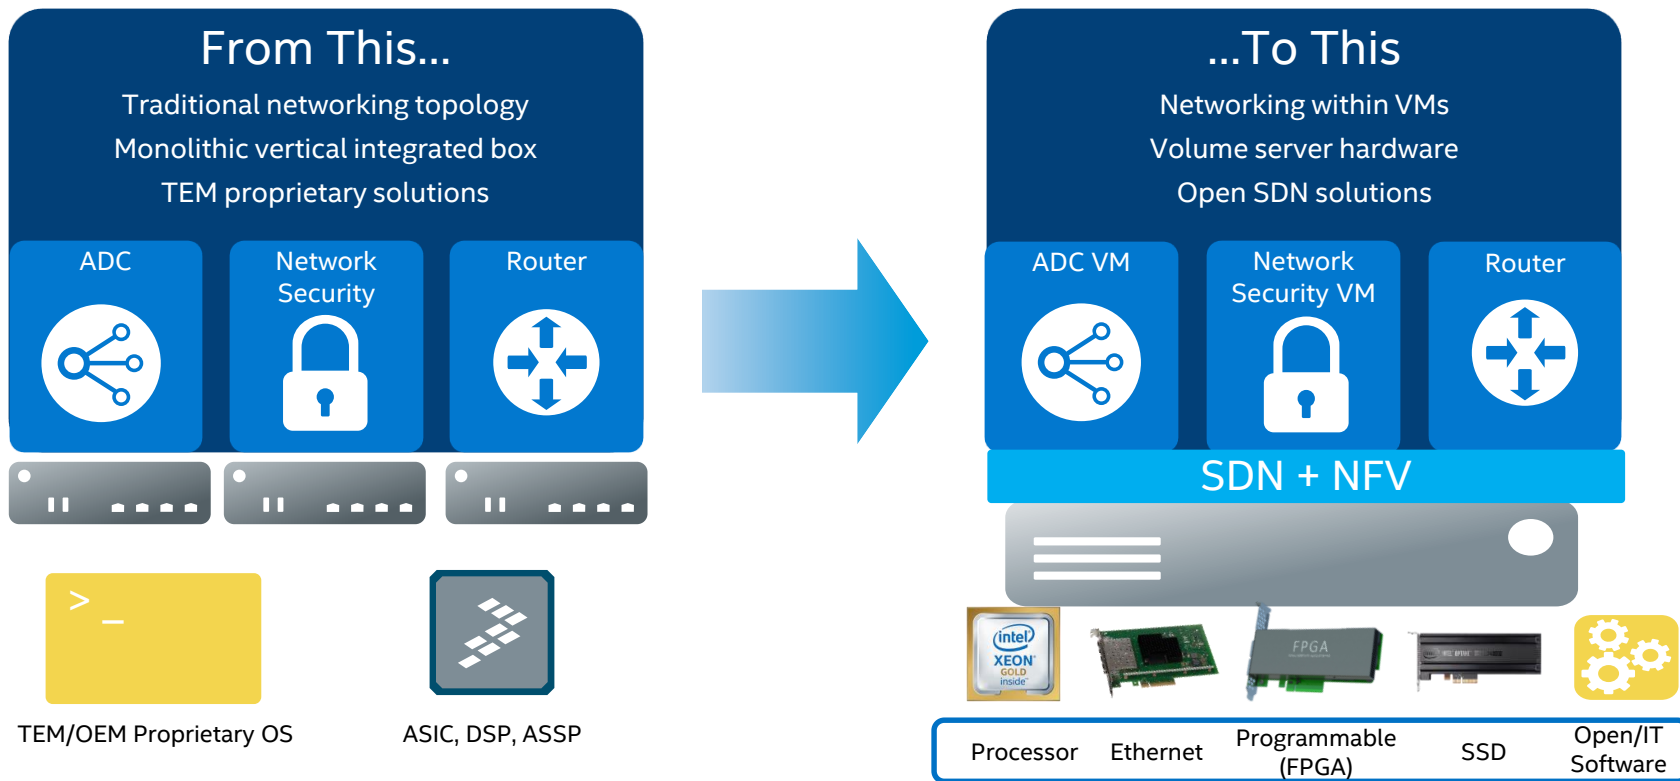 From This...
Traditional networking topology
Monolithic vertical integrated box
TEM proprietary solutions
ADC
Network
Security
Router
>_
TEM/OEM Proprietary OS
ASIC, DSP, ASSP
...To This
Networking within VMs
Volume server hardware
Open SDN solutions
ADC VM
Network
Security VM
Router
SDN + NFV
(intel)
XEON
GOLD
inside
FPGA
INTEL OPTANE
Processor
Ethernet
Programmable
(FPGA)
SSD
Open/IT
Software